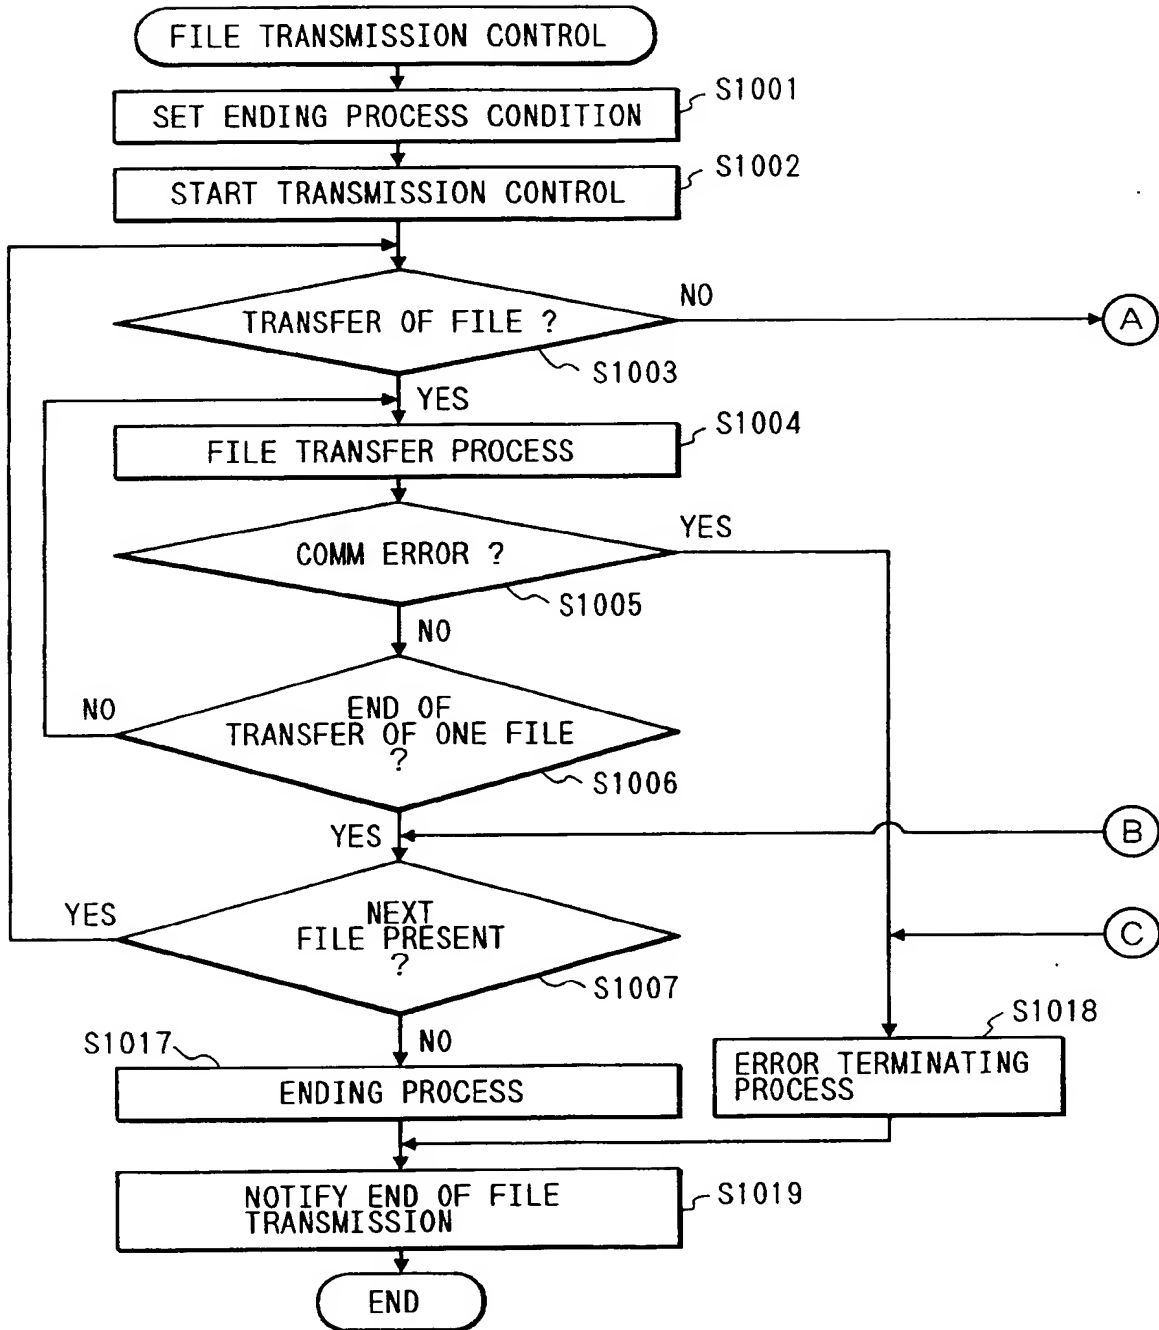 FILE TRANSMISSION CONTROL
S1001
SET ENDING PROCESS CONDITION
S1002
START TRANSMISSION CONTROL
NO
TRANSFER OF FILE ?
A
S1003
YES
S1004
FILE TRANSFER PROCESS
YES
COMM ERROR ?
S1005
NO
NO
END OF
TRANSFER OF ONE FILE
?
S1006
YES
B
YES
NEXT
FILE PRESENT
?
C
S1007
S1017
NO
S1018
ENDING PROCESS
ERROR TERMINATING
PROCESS
NOTIFY END OF FILE
TRANSMISSION
S1019
END